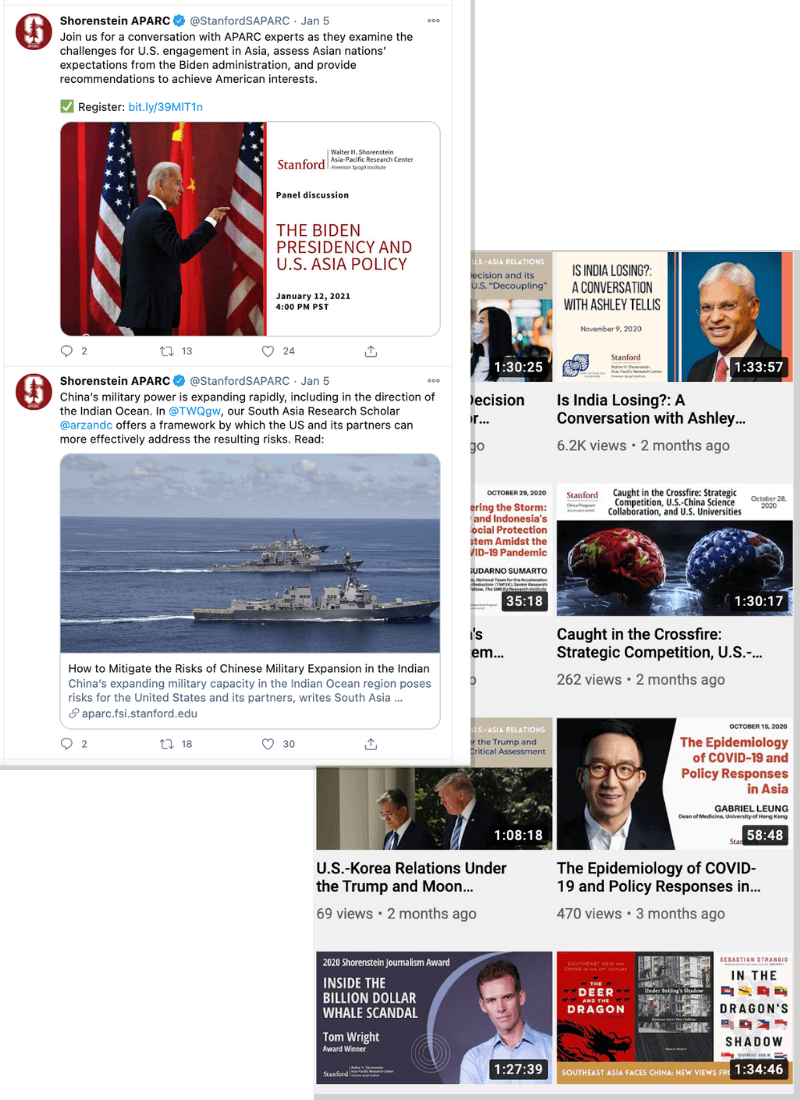 Shorenstein APARC @StanfordSAPARC · Jan 5
Join us for a conversation with APARC experts as they examine the
challenges for U.S. engagement in Asia, assess Asian nations'
expectations from the Biden administration, and provide
recommendations to achieve American interests.
Register: bit.ly/39MlT1n
Stanford
Walter H. Shorenstein
Asia-Pacific Research Center
Freeman Spogli Institute
Panel discussion
THE BIDEN
PRESIDENCY AND
U.S. ASIA POLICY
January 12, 2021
4:00 PM PST
2 13 24
Shorenstein APARC @StanfordSAPARC · Jan 5
China's military power is expanding rapidly, including in the direction of
the Indian Ocean. In @TWQgw, our South Asia Research Scholar
@arzandc offers a framework by which the US and its partners can
more effectively address the resulting risks. Read:
How to Mitigate the Risks of Chinese Military Expansion in the Indian
China's expanding military capacity in the Indian Ocean region poses
risks for the United States and its partners, writes South Asia ...
aparc.fsi.stanford.edu
2 18 30
U.S.-ASIA RELATIONS
ecision and its
U.S. "Decoupling"
1:30:25
Decision
r...
go
IS INDIA LOSING?:
A CONVERSATION
WITH ASHLEY TELLIS
November 9, 2020
Stanford
1:33:57
Is India Losing?: A
Conversation with Ashley...
6.2K views • 2 months ago
OCTOBER 29, 2020
ering the Storm:
and Indonesia's
ocial Protection
stem Amidst the
VID-19 Pandemic
SUDARNO SUMARTO
35:18
's
em...
o
Stanford
China Program
Caught in the Crossfire: Strategic
Competition, U.S.-China Science
Collaboration, and U.S. Universities
October 28,
2020
1:30:17
Caught in the Crossfire:
Strategic Competition, U.S.-...
262 views • 2 months ago
U.S.-ASIA RELATIONS
r the Trump and
Critical Assessment
1:08:18
U.S.-Korea Relations Under
the Trump and Moon...
69 views • 2 months ago
OCTOBER 15, 2020
The Epidemiology
of COVID-19 and
Policy Responses
in Asia
GABRIEL LEUNG
Dean of Medicine, University of Hong Kong
Stan
58:48
The Epidemiology of COVID-
19 and Policy Responses in...
470 views • 3 months ago
2020 Shorenstein Journalism Award
INSIDE THE
BILLION DOLLAR
WHALE SCANDAL
Tom Wright
Award Winner
Stanford
1:27:39
SOUTHEAST ASIA AND
CHINA IN THE 21ST CENTURY
THE
DEER
AND THE
DRAGON
Under Beijing's Shadow
SEBASTIAN STRANGIO
IN THE
DRAGON'S
SHADOW
SOUTHEAST ASIA FACES CHINA: NEW VIEWS FR
1:34:46